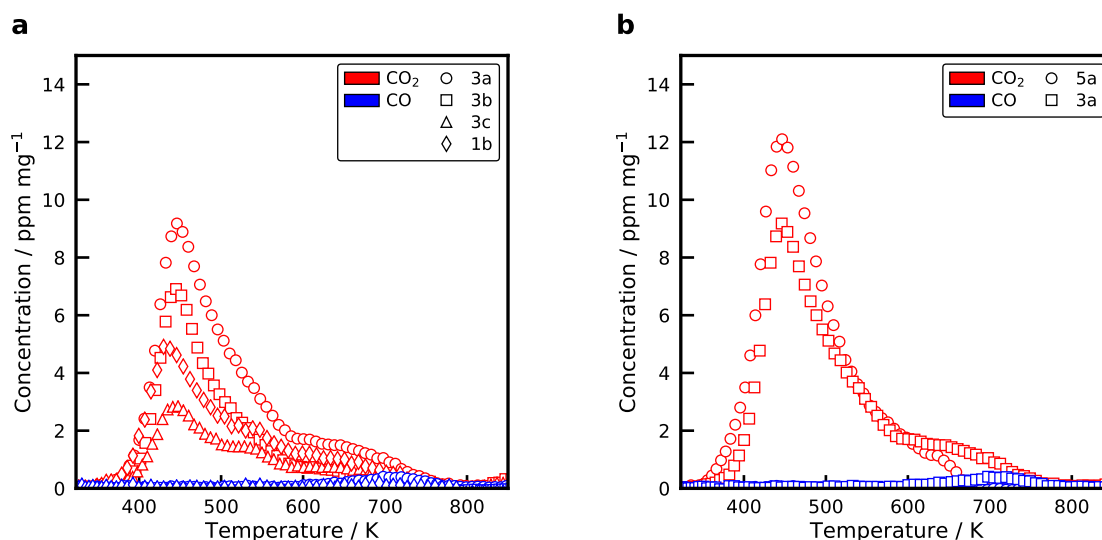 a
b
Concentration / ppm mg⁻¹
14
12
10
8
6
4
2
0
400
500
600
700
800
Temperature / K
CO₂
CO
3a
3b
3c
1b
Concentration / ppm mg⁻¹
14
12
10
8
6
4
2
0
400
500
600
700
800
Temperature / K
CO₂
CO
5a
3a